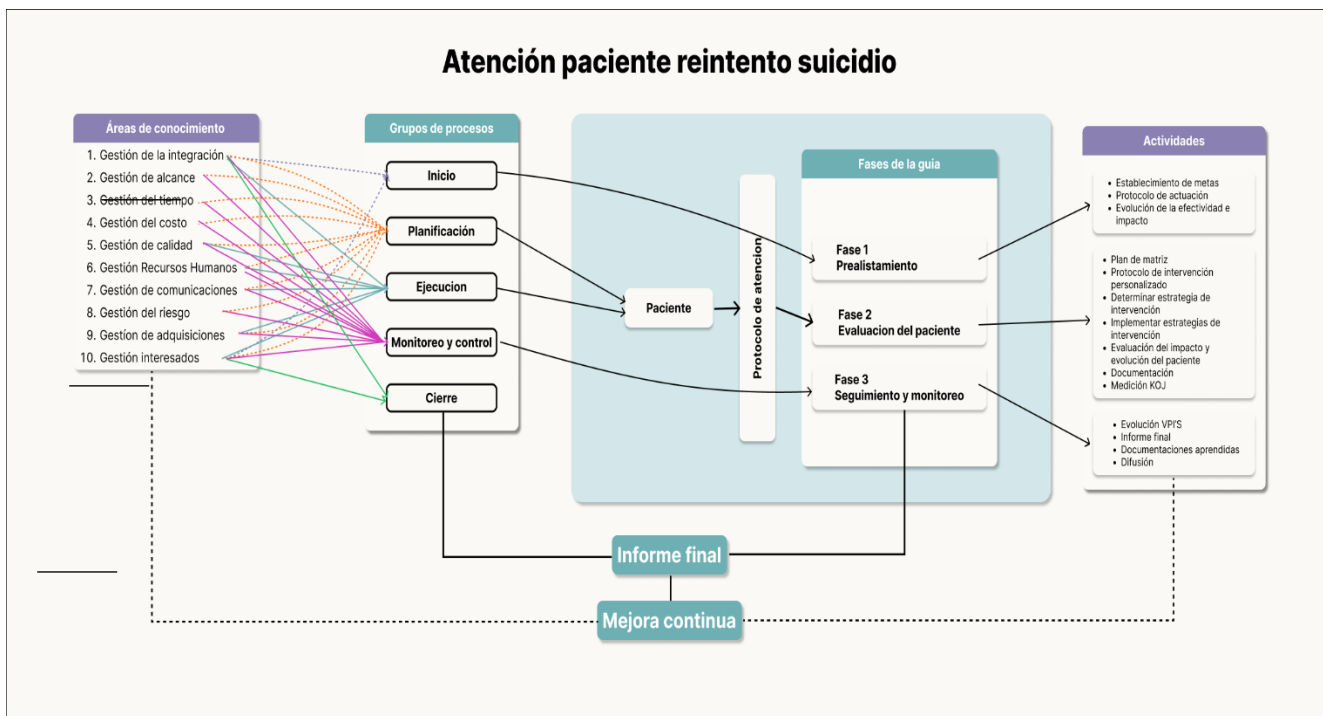 Atención paciente reintento suicidio
Áreas de conocimiento
1. Gestión de la integración
2. Gestión de alcance
3. Gestión del tiempo
4. Gestión del costo
5. Gestión de calidad
6. Gestión Recursos Humanos
7. Gestión de comunicaciones
8. Gestión del riesgo
9. Gestíon de adquisiciones
10. Gestión interesados
Grupos de procesos
Inicio
Planificación
Ejecucion
Monitoreo y control
Cierre
Paciente
Protocolo de atencion
Fases de la guia
Fase 1
Prealistamiento
Fase 2
Evaluacion del paciente
Fase 3
Seguimiento y monitoreo
Actividades
• Establecimiento de metas
• Protocolo de actuación
• Evolución de la efectividad e
impacto
• Plan de matriz
• Protocolo de intervención
personalizado
• Determinar estrategia de
intervención
• Implementar estrategias de
intervención
• Evaluación del impacto y
evolución del paciente
• Documentación
• Medición KOJ
• Evolución VPI'S
• Informe final
• Documentaciones aprendidas
• Difusión
Informe final
Mejora continua